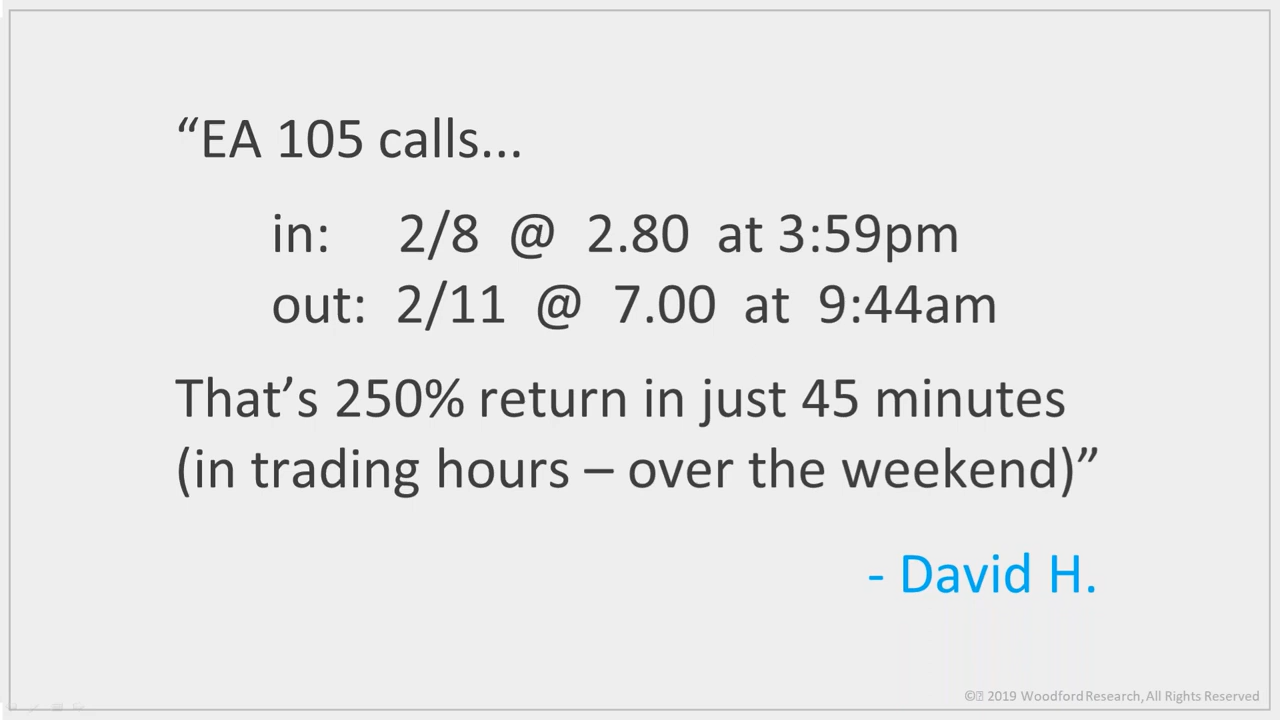 “EA 105 calls...
in: 2/8 @ 2.80 at 3:59pm
out: 2/11 @ 7.00 at 9:44am
That’s 250% return in just 45 minutes
(in trading hours – over the weekend)”
- David H.
© 2019 Woodford Research, All Rights Reserved